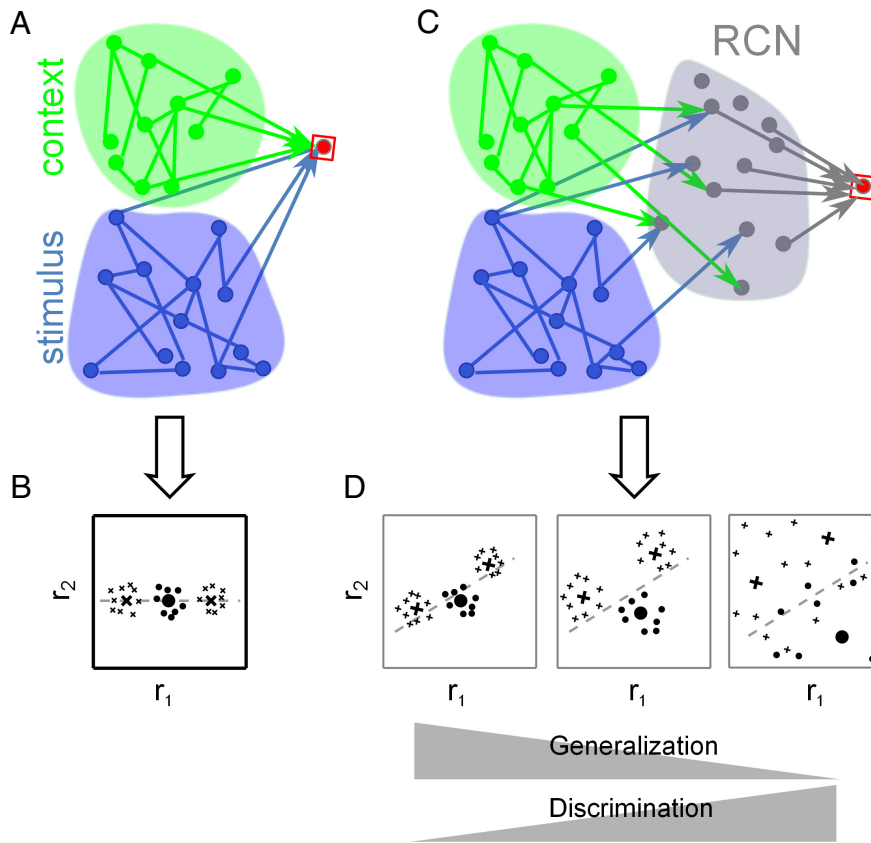 A
C
context
RCN
stimulus
B
D
r2
r1
r2
r1
r1
r1
Generalization
Discrimination